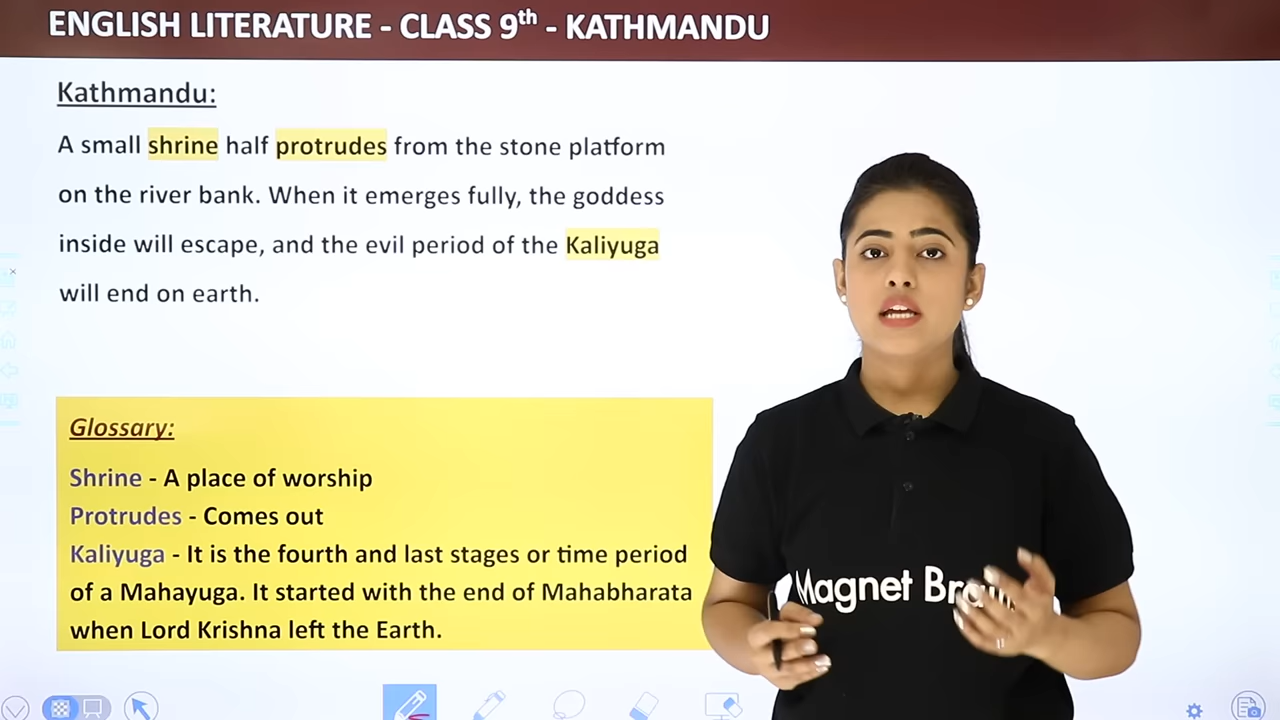 ENGLISH LITERATURE - CLASS 9th - KATHMANDU
Kathmandu:
A small shrine half protrudes from the stone platform
on the river bank. When it emerges fully, the goddess
inside will escape, and the evil period of the Kaliyuga
will end on earth.
Glossary:
Shrine - A place of worship
Protrudes - Comes out
Kaliyuga - It is the fourth and last stages or time period
of a Mahayuga. It started with the end of Mahabharata
when Lord Krishna left the Earth.
Magnet